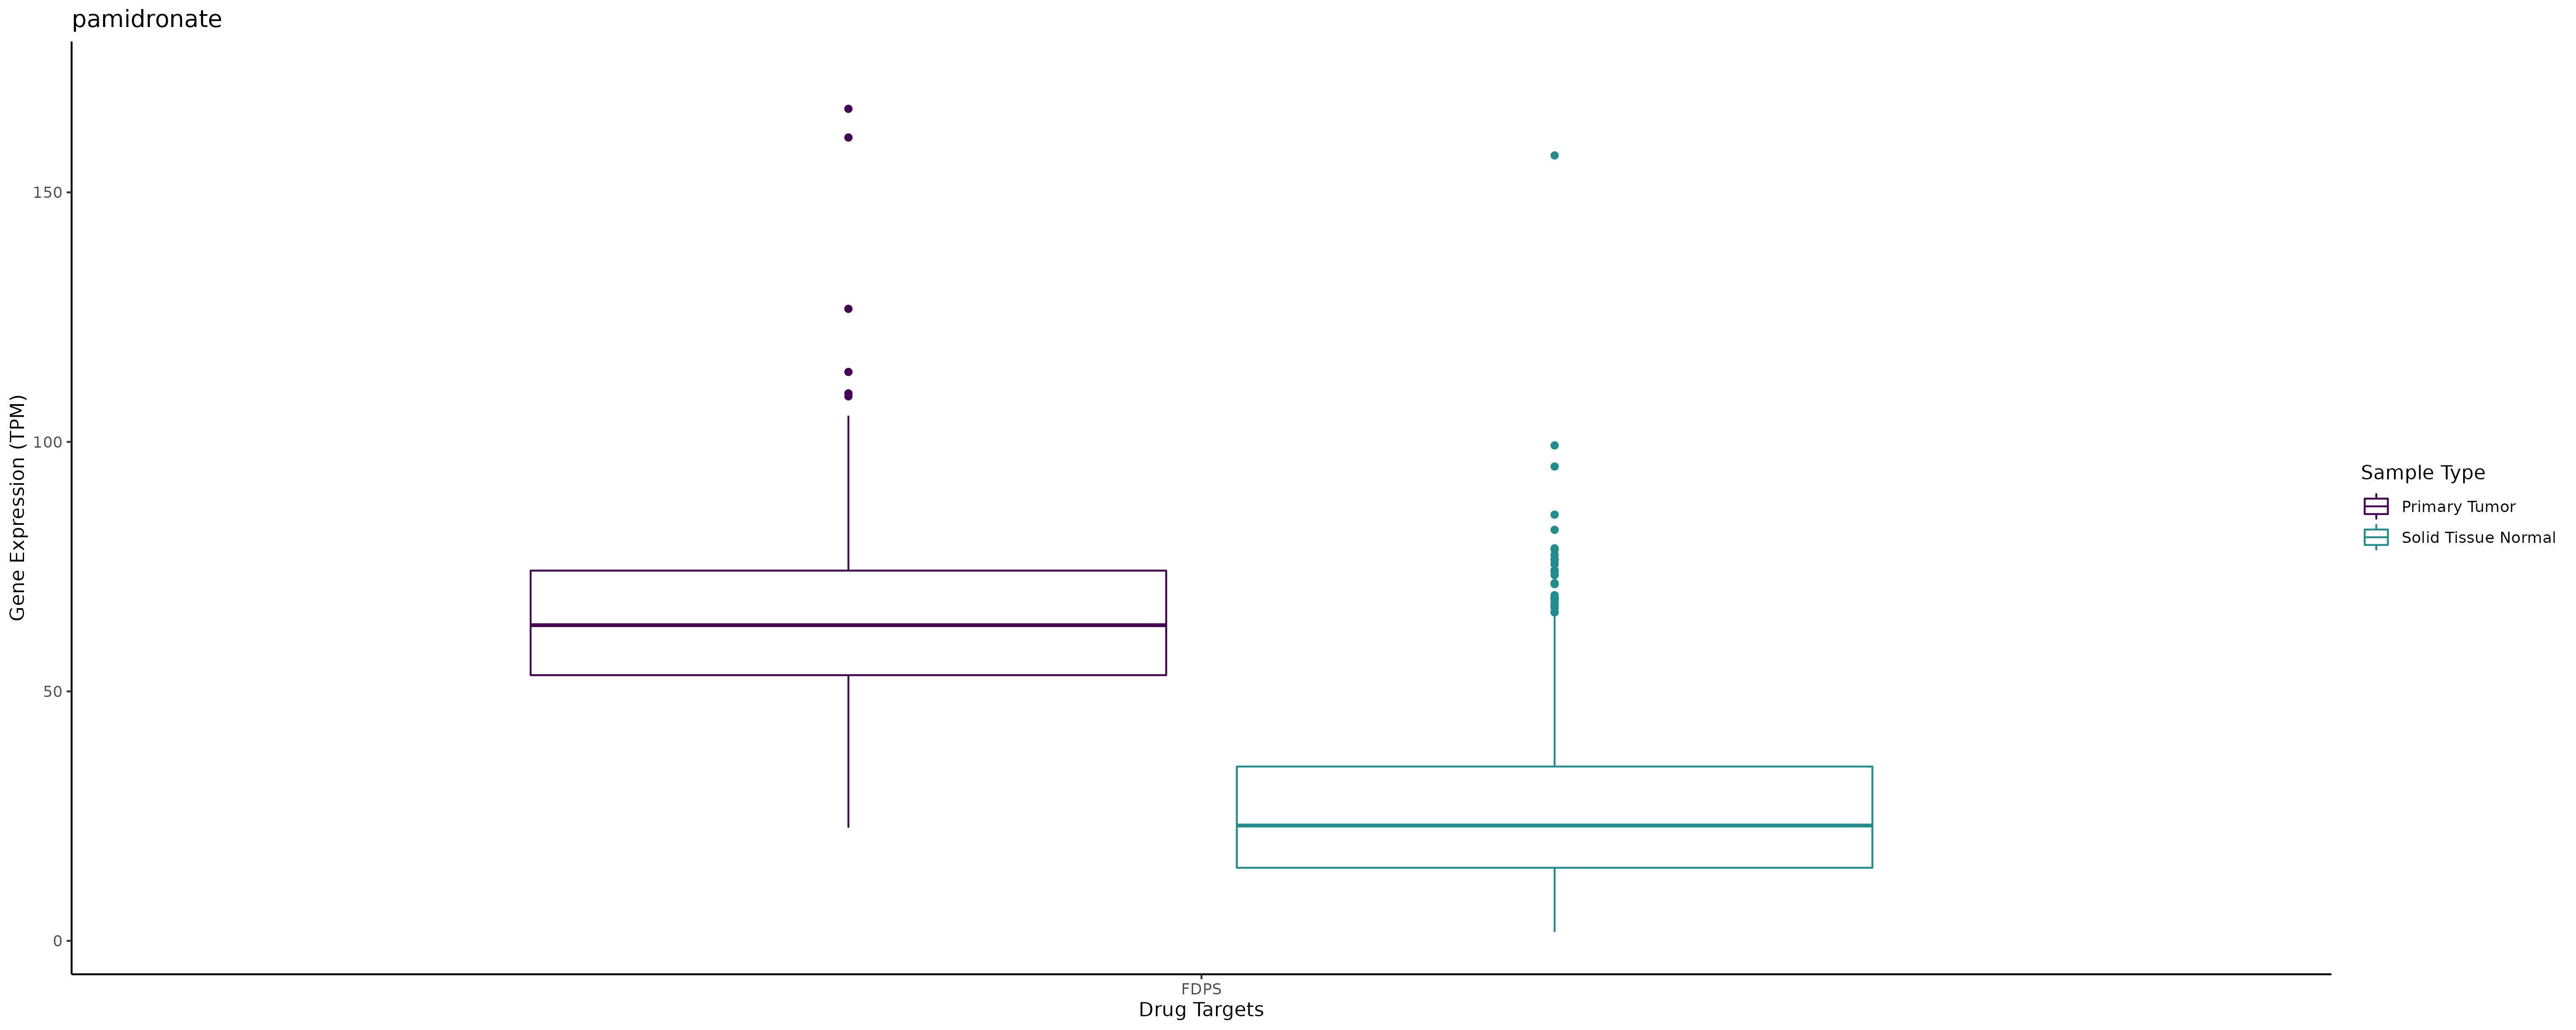 pamidronate
Gene Expression (TPM)
150
100
50
0
FDPS
Drug Targets
Sample Type
Primary Tumor
Solid Tissue Normal